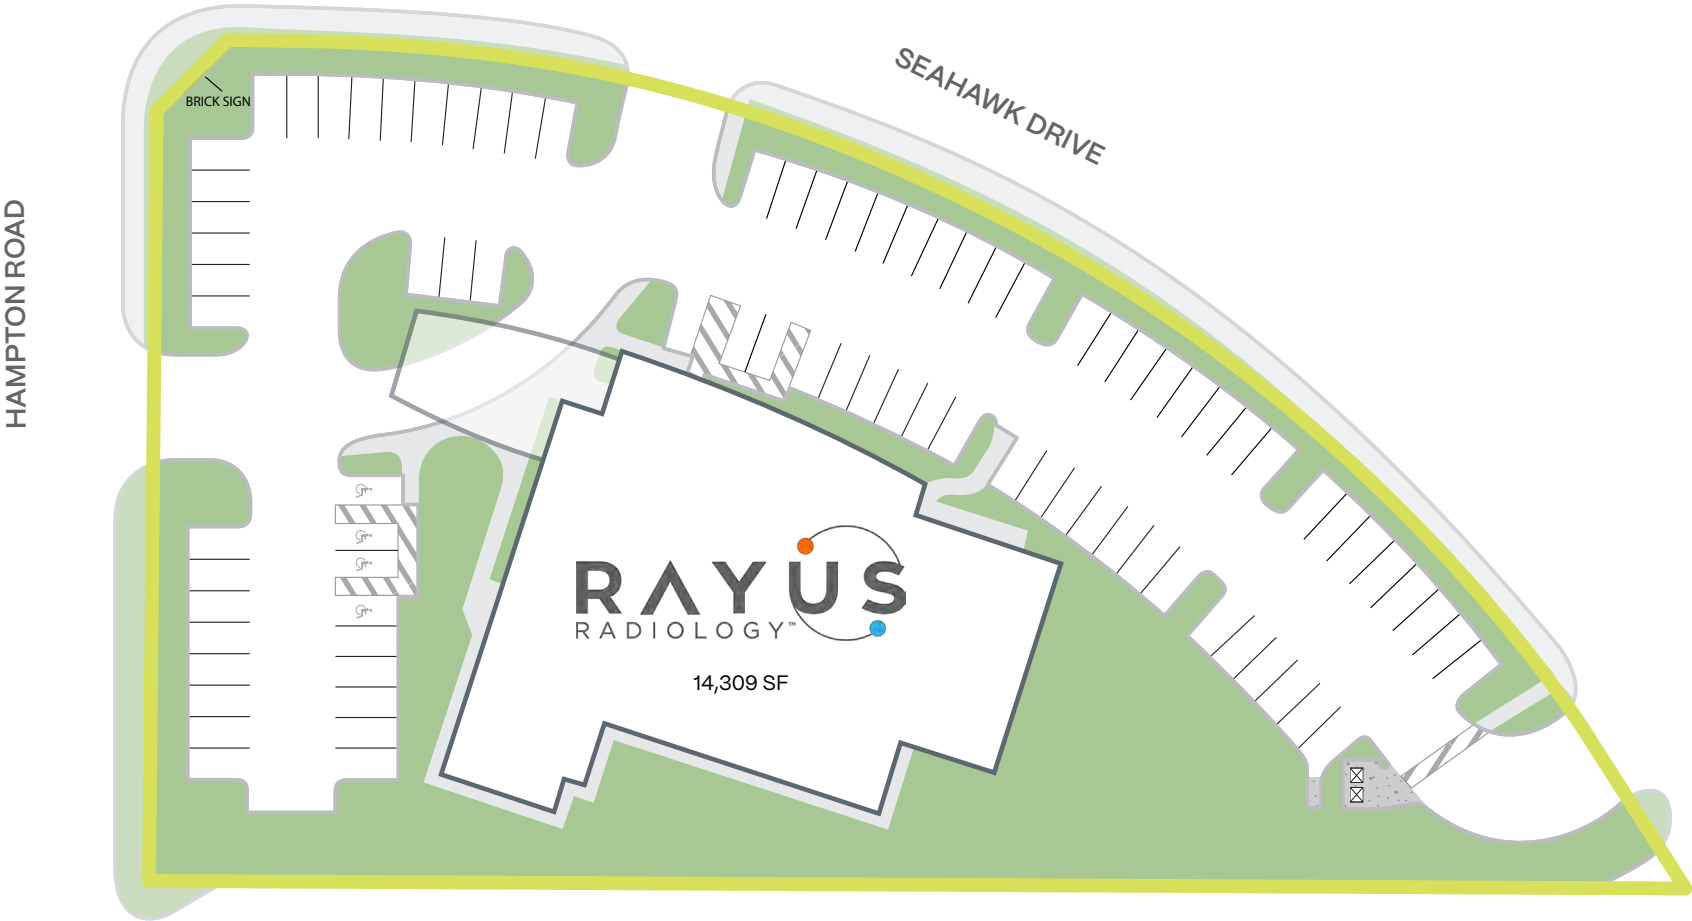 SEAHAWK DRIVE
BRICK SIGN
HAMPTON ROAD
RAYUS
RADIOLOGY™
14,309 SF